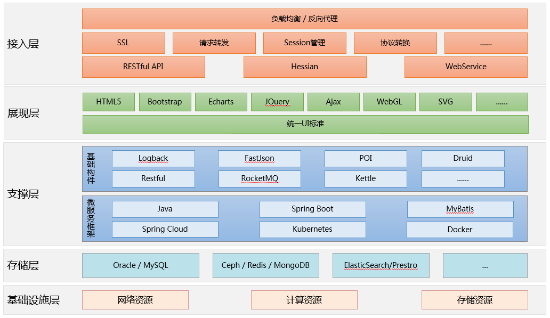 接入层
负载均衡 / 反向代理
SSL 请求转发 Session管理 协议转换 ......
RESTful API Hessian WebService
展现层
HTML5 Bootstrap Echarts JQuery Ajax WebGL SVG ......
统一UI标准
支撑层
基础构件
Logback FastJson POI Druid
Restful RocketMQ Kettle ......
微服务框架
Java Spring Boot MyBatis
Spring Cloud Kubernetes Docker
存储层
Oracle / MySQL Ceph / Redis / MongoDB ElasticSearch/Prestro ...
基础设施层
网络资源 计算资源 存储资源